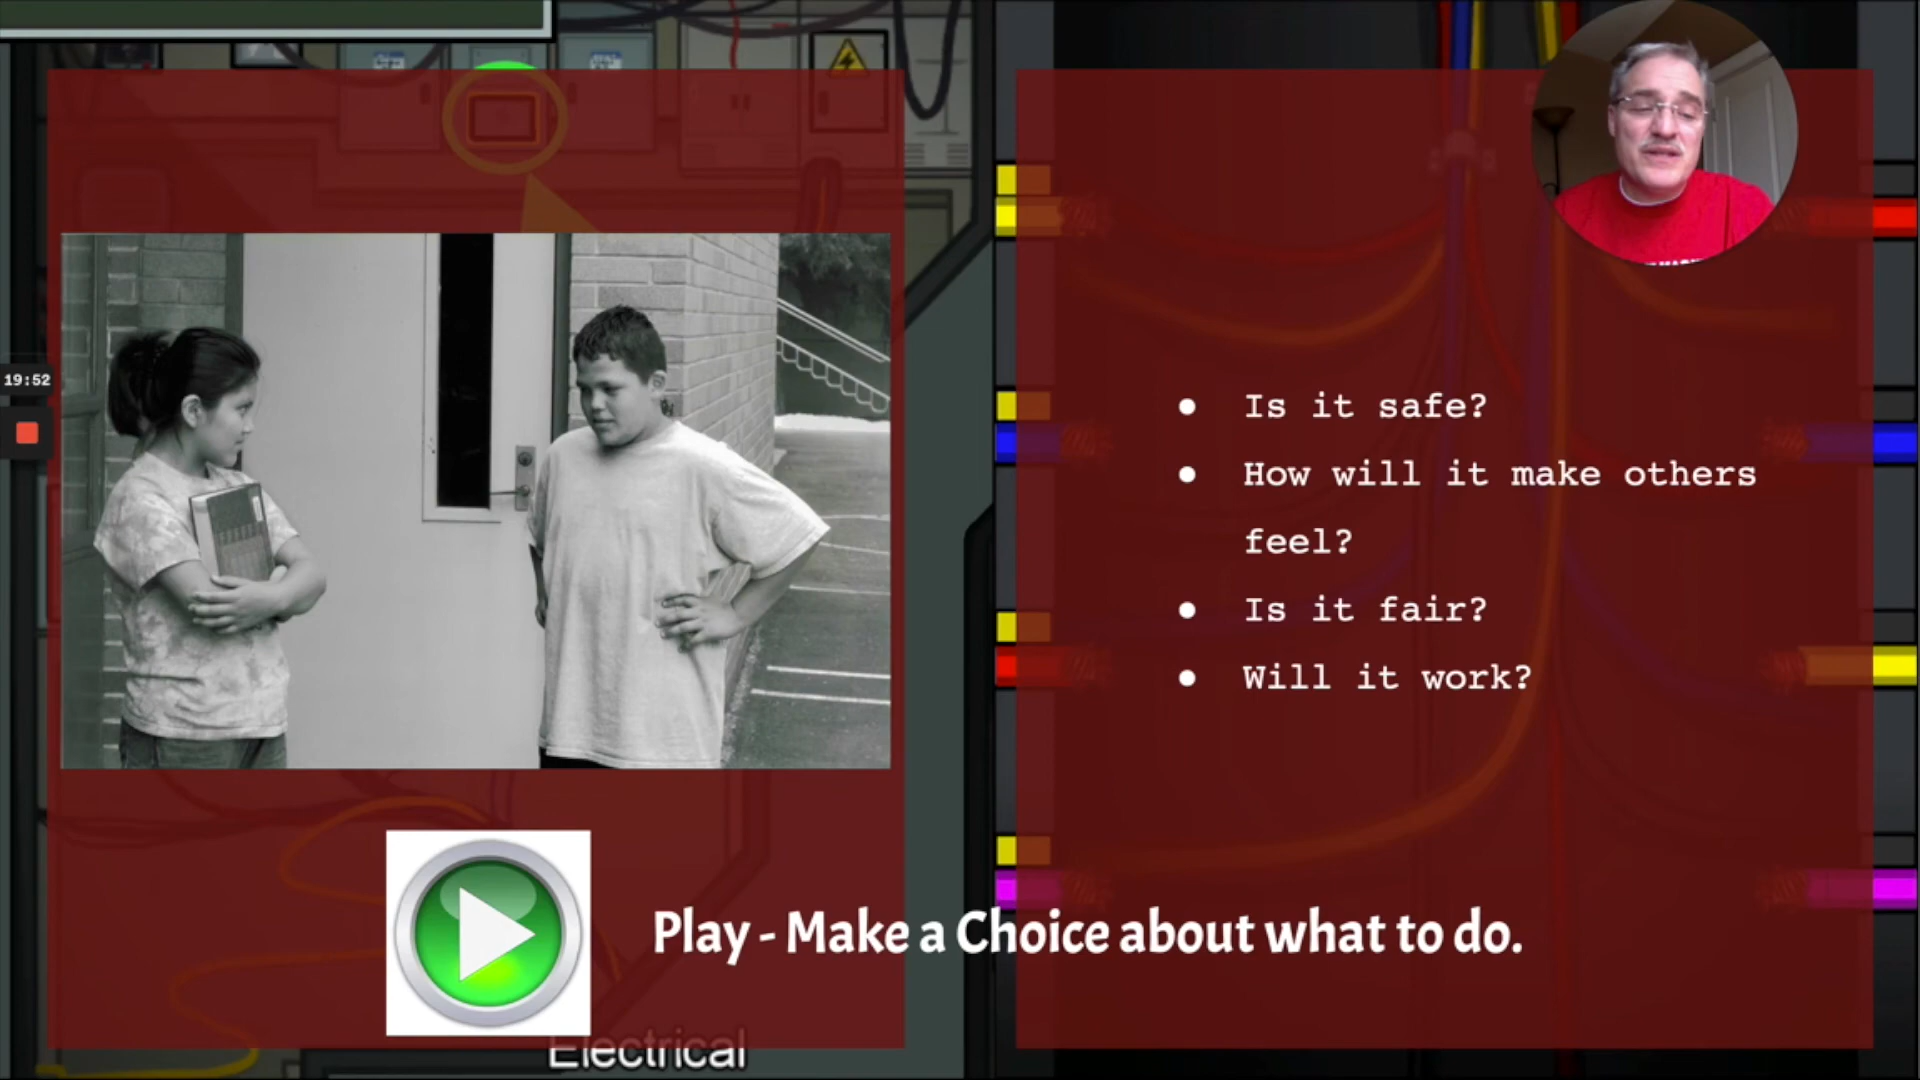 19:52
Is it safe?
How will it make others
feel?
Is it fair?
Will it work?
Play - Make a Choice about what to do.
Electrical